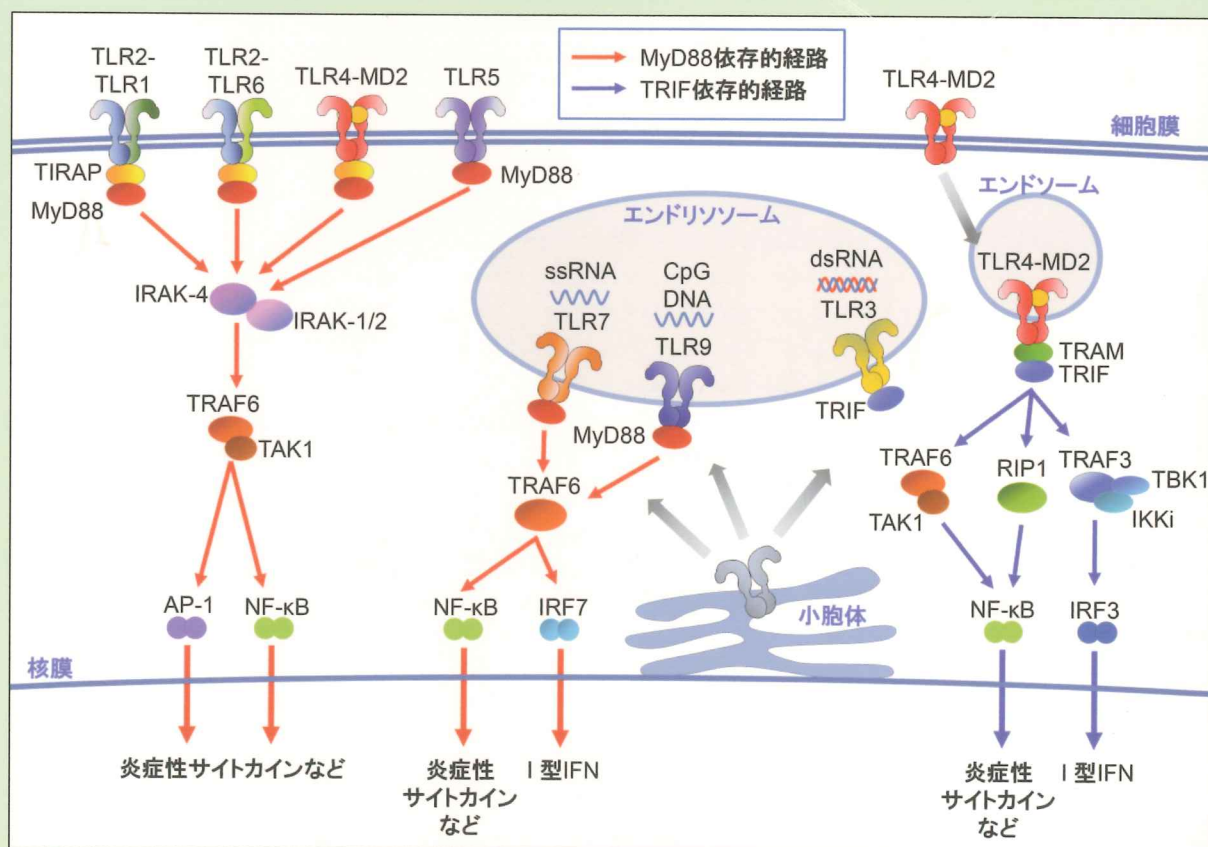 TLR2-
TLR1
TLR2-
TLR6
TLR4-MD2
TLR5
MyD88依存的経路
TRIF依存的経路
TLR4-MD2
細胞膜
TIRAP
MyD88
MyD88
エンドソーム
エンドリソソーム
TLR4-MD2
ssRNA
TLR7
CpG
DNA
TLR9
dsRNA
TLR3
IRAK-4
IRAK-1/2
TRAM
TRIF
TRIF
MyD88
TRAF6
TAK1
TRAF6
TRAF6
TAK1
RIP1
TRAF3
TBK1
IKKi
AP-1
NF-κB
NF-κB
IRF7
小胞体
NF-κB
IRF3
核膜
炎症性サイトカインなど
炎症性
サイトカイン
など
I 型IFN
炎症性
サイトカイン
など
I 型IFN